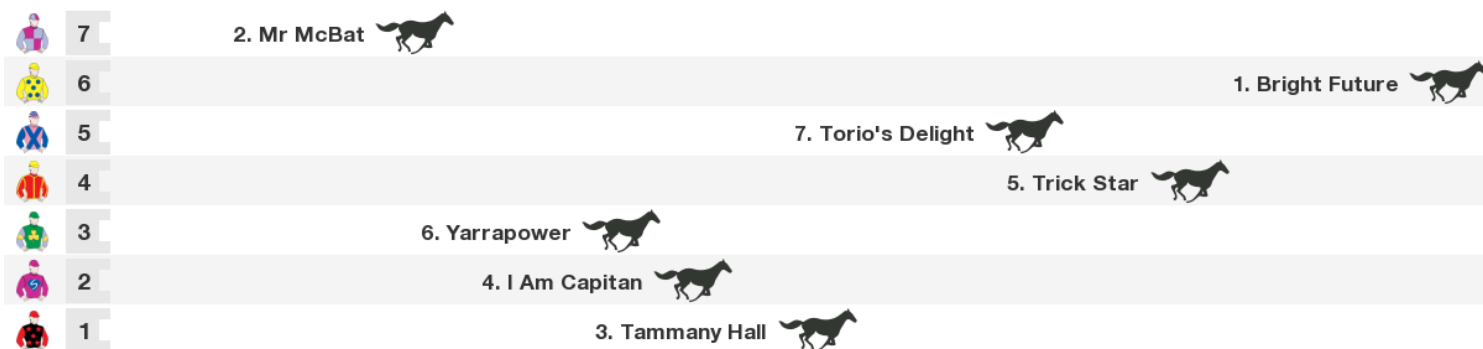 7 2. Mr McBat
6 1. Bright Future
5 7. Torio's Delight
4 5. Trick Star
3 6. Yarrapower
2 4. I Am Capitan
1 3. Tammany Hall